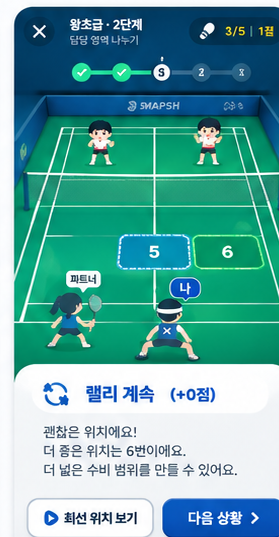 왕초급 · 2단계
담당 영역 나누기
3/5 | 1점
S 2 X
SMAPSH
5 6
파트너
나
랠리 계속 (+0점)
괜찮은 위치에요!
더 좋은 위치는 6번이에요.
더 넓은 수비 범위를 만들 수 있어요.
최선 위치 보기
다음 상황